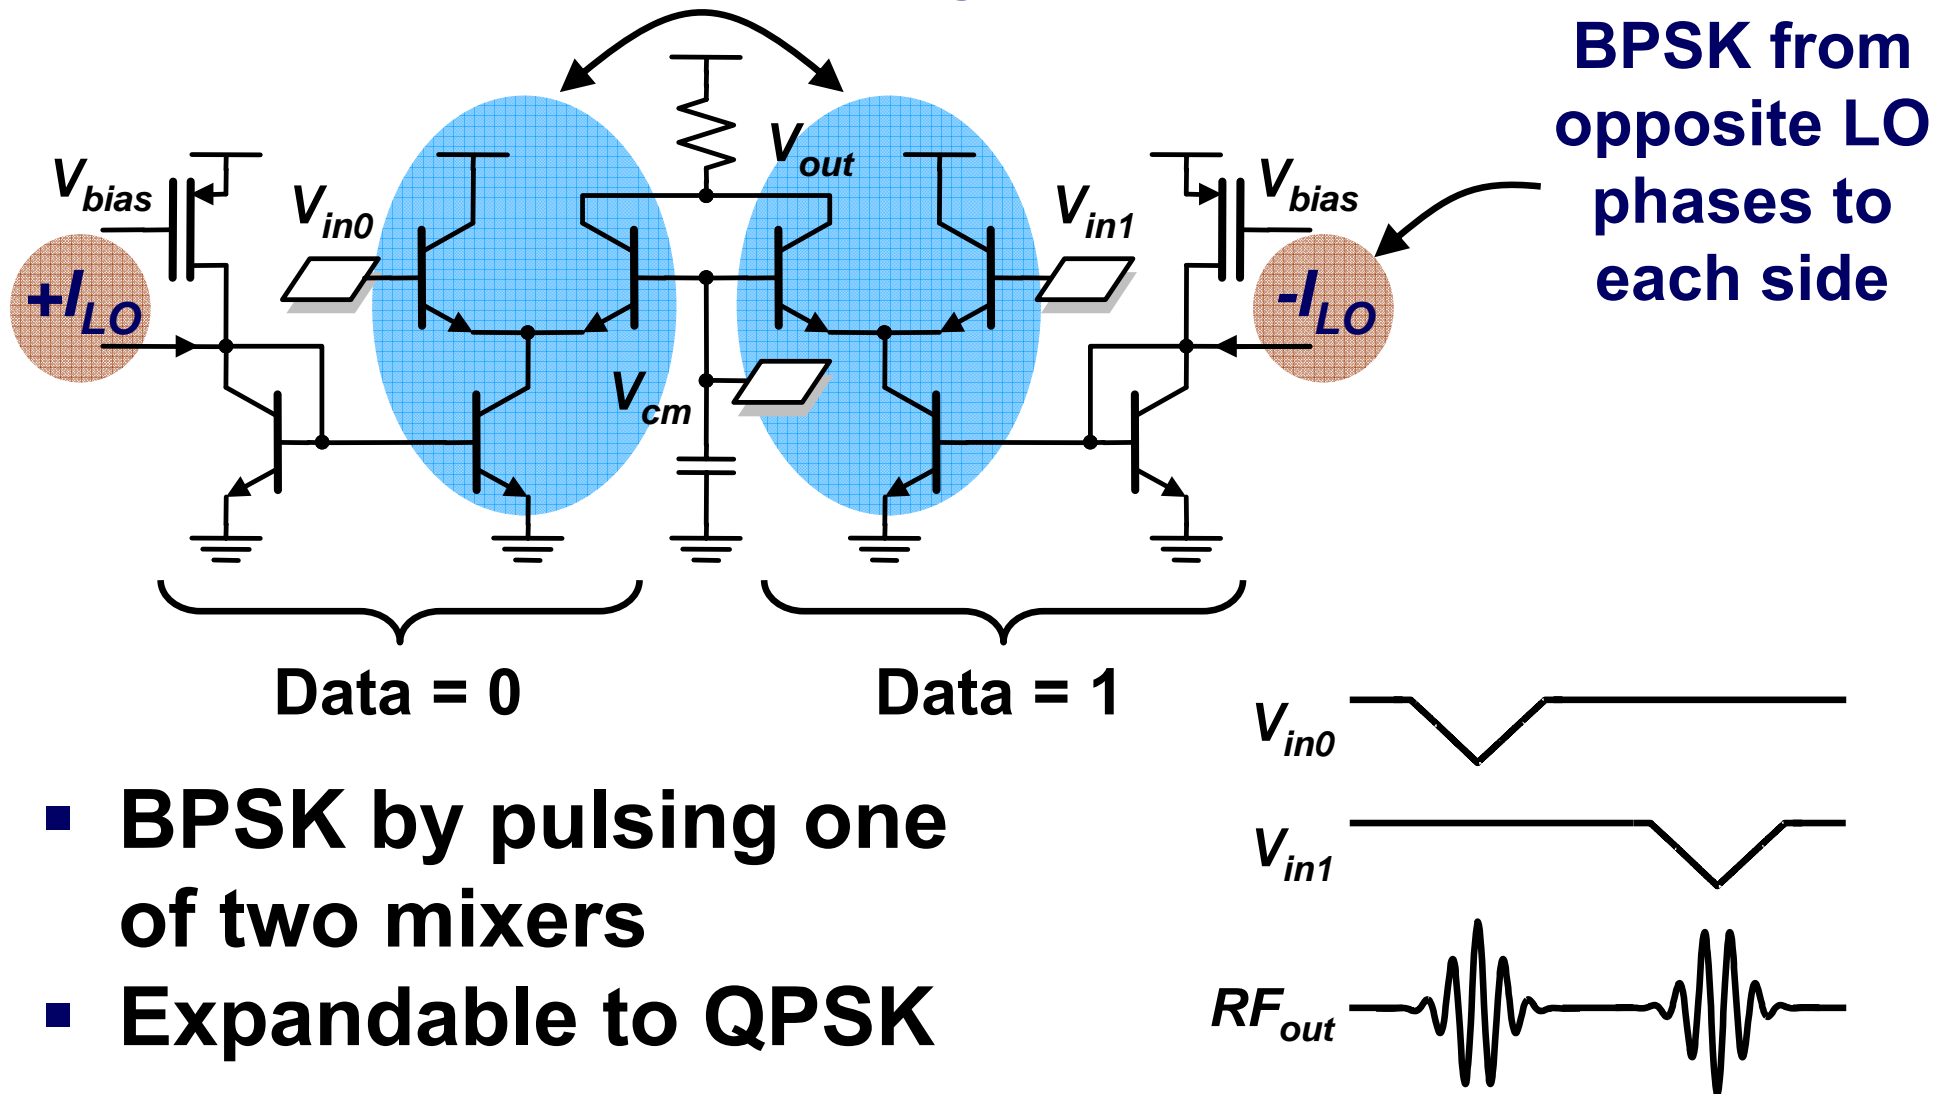 BPSK from
opposite LO
phases to
each side
V_bias
V_in0
V_out
V_in1
V_bias
+I_LO
-I_LO
V_cm
Data = 0
Data = 1
▪ BPSK by pulsing one
of two mixers
▪ Expandable to QPSK
V_in0
V_in1
RF_out